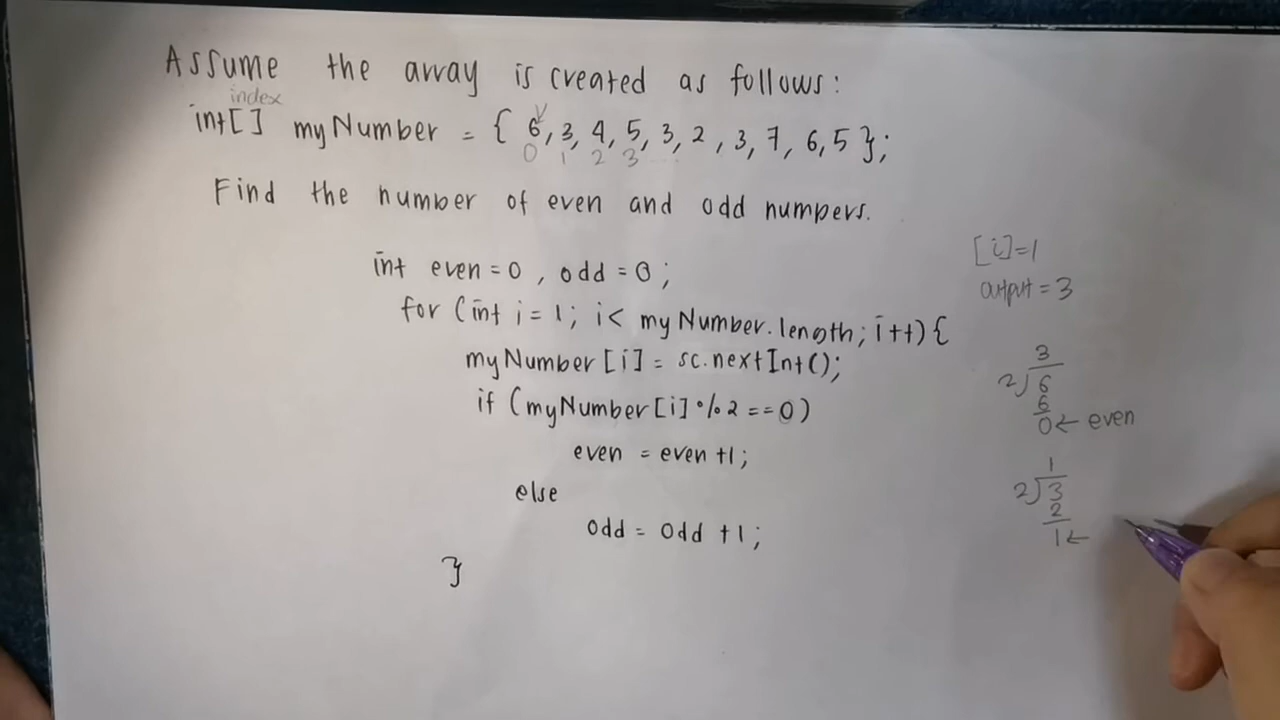 Assume the array is created as follows:
index
int[] myNumber = { 6, 3, 4, 5, 3, 2, 3, 7, 6, 5 };
0 1 2 3
Find the number of even and odd numpers.
int even = 0, odd = 0;
for (int i = 1; i < myNumber.length; i++) {
myNumber[i] = sc.nextInt();
if (myNumber[i] % 2 == 0)
even = even +1;
else
odd = odd +1;
}
[i]=1
output = 3
3
2 6
6
0 ← even
1
2 3
2
1 ←